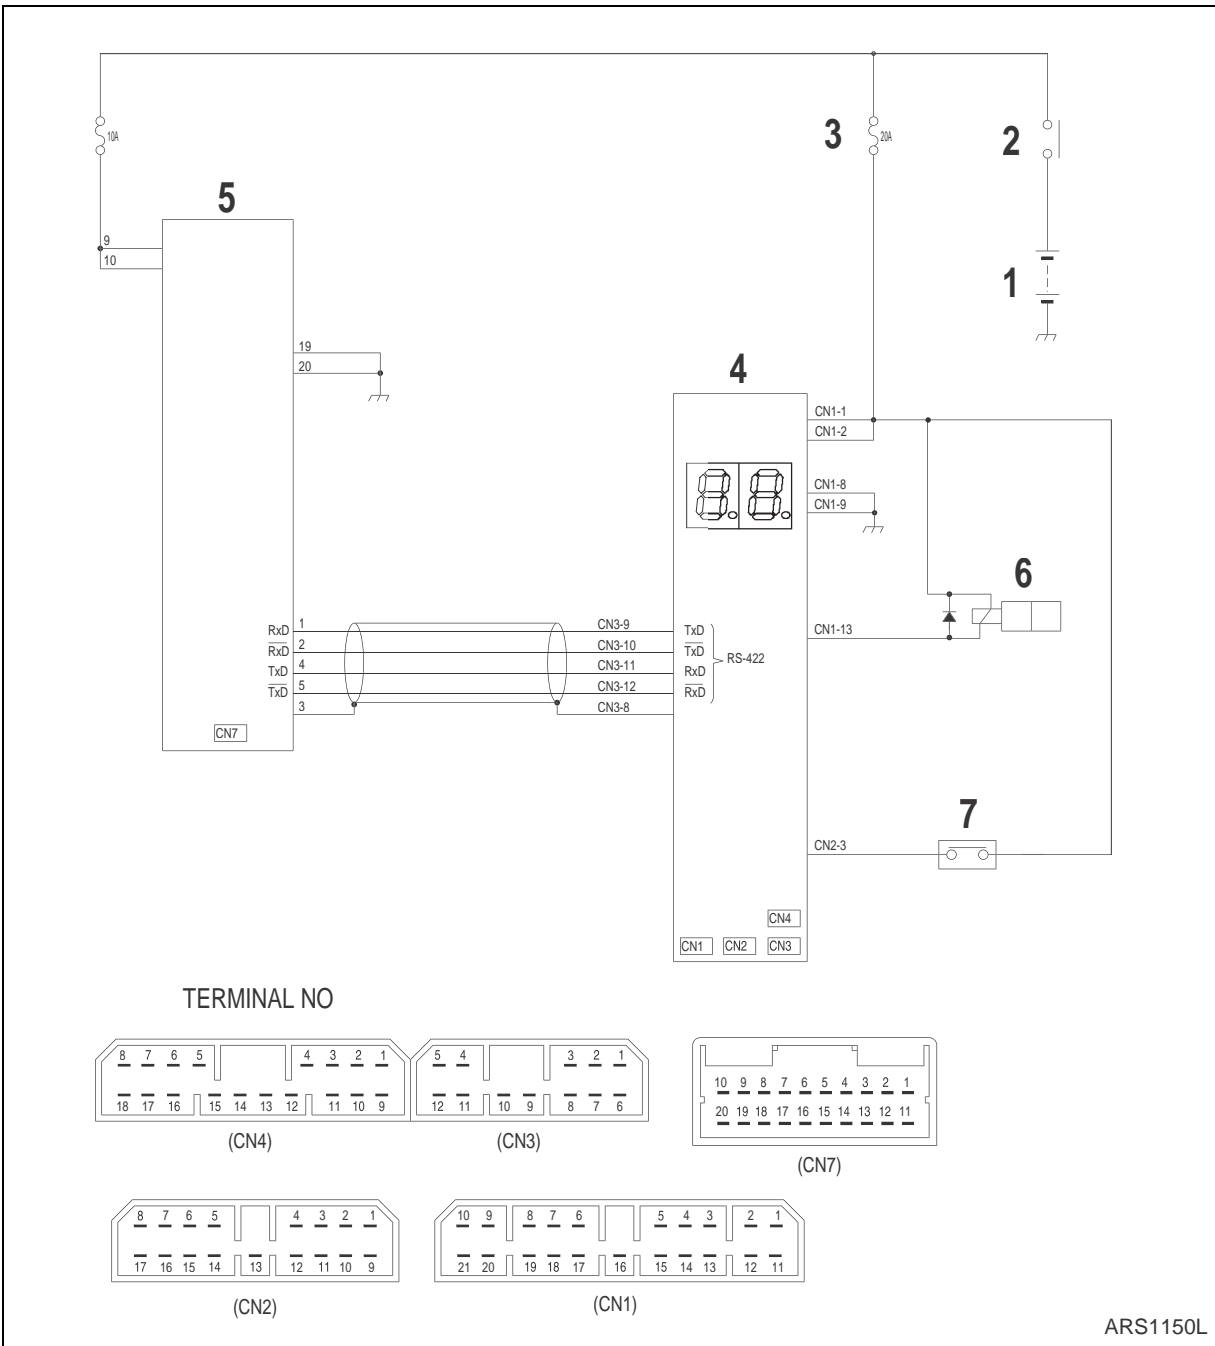 10A
3
20A
2
5
9
10
1
19
20
4
CN1-1
CN1-2
CN1-8
CN1-9
6
CN1-13
RxD 1 CN3-9 TxD
RxD 2 CN3-10 TxD
TxD 4 CN3-11 RxD
TxD 5 CN3-12 RxD
RS-422
3 CN3-8
CN7
7
CN2-3
CN4
CN1 CN2 CN3
TERMINAL NO
8 7 6 5 4 3 2 1
18 17 16 15 14 13 12 11 10 9
(CN4)
5 4 3 2 1
12 11 10 9 8 7 6
(CN3)
10 9 8 7 6 5 4 3 2 1
20 19 18 17 16 15 14 13 12 11
(CN7)
8 7 6 5 4 3 2 1
17 16 15 14 13 12 11 10 9
(CN2)
10 9 8 7 6 5 4 3 2 1
21 20 19 18 17 16 15 14 13 12 11
(CN1)
ARS1150L